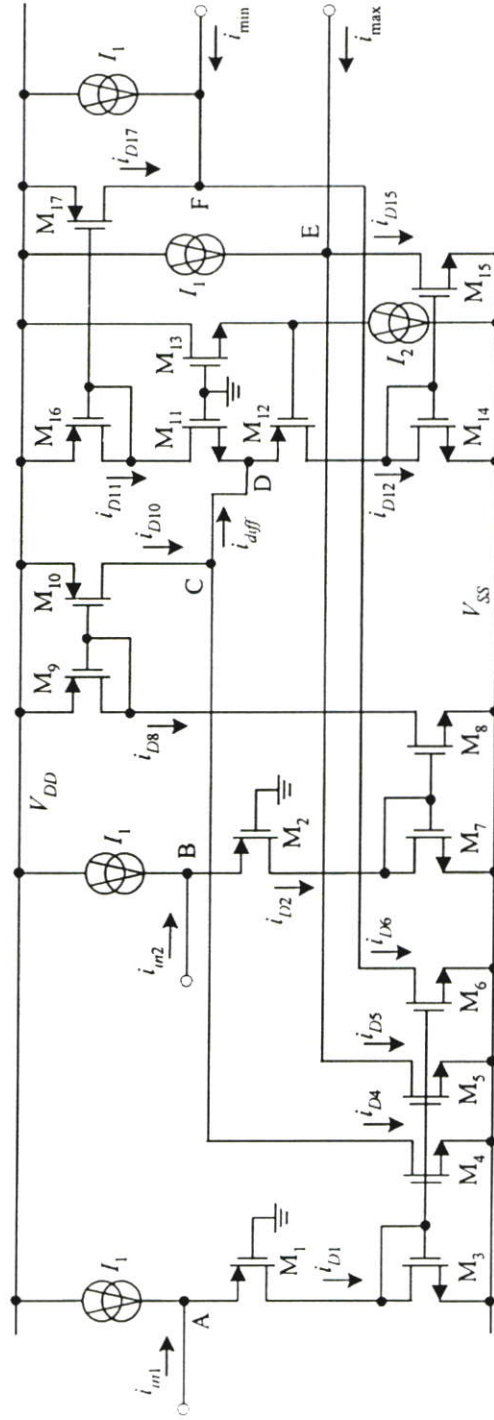 V_DD
I_1
i_in1
A
M_1
i_D1
M_3
M_4
i_D4
M_5
i_D5
M_6
i_D6
I_1
i_in2
B
M_2
i_D2
M_7
M_8
i_D8
M_9
M_10
i_D10
C
i_diff
D
i_D11
M_16
M_11
M_13
M_12
i_D12
M_14
I_2
M_15
i_D15
I_1
E
M_17
i_D17
F
I_1
i_min
i_max
V_SS